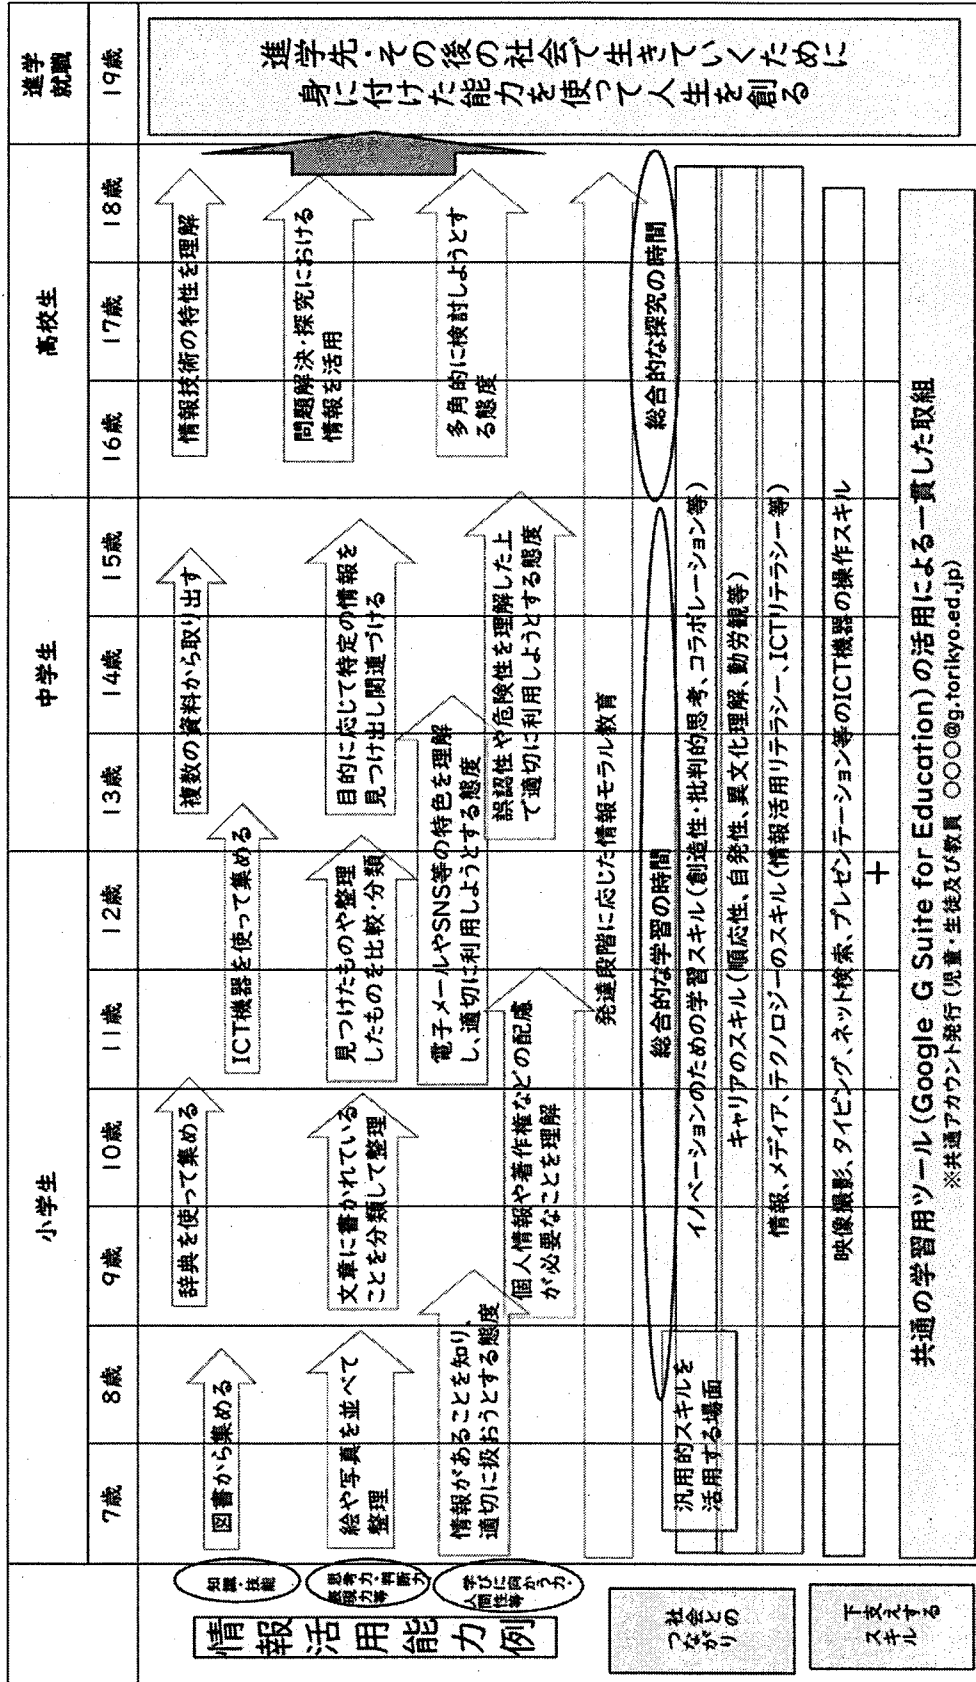 小学生
中学生
高校生
進学
就職
7歳
8歳
9歳
10歳
11歳
12歳
13歳
14歳
15歳
16歳
17歳
18歳
19歳
情報活用能力例
知識・技能
思考力・判断力・
表現力等
学びに向かう力・
人間性等
図書から集める
辞典を使って集める
ICT機器を使って集める
複数の資料から取り出す
情報技術の特性を理解
絵や写真を並べて
整理
文章に書かれている
ことを分類して整理
見つけたものや整理
したものを比較・分類
目的に応じて特定の情報を
見つけ出し関連づける
問題解決・探究における
情報を活用
情報があることを知り、
適切に扱おうとする態度
個人情報や著作権などの配慮
が必要なことを理解
電子メールやSNS等の特色を理解
し、適切に利用しようとする態度
誤認性や危険性を理解した上
で適切に利用しようとする態度
多角的に検討しようとす
る態度
発達段階に応じた情報モラル教育
進学先・その後の社会で生きていくために
身に付けた能力を使って人生を創る
社会との
つながり
総合的な学習の時間
総合的な探究の時間
汎用的スキルを
活用する場面
イノベーションのための学習スキル(創造性・批判的思考、コラボレーション等)
キャリアのスキル(順応性、自発性、異文化理解、勤労観等)
情報、メディア、テクノロジーのスキル(情報活用リテラシー、ICTリテラシー等)
下支えする
スキル
映像撮影、タイピング、ネット検索、プレゼンテーション等のICT機器の操作スキル
+
共通の学習用ツール(Google G Suite for Education)の活用による一貫した取組
※共通アカウント発行(児童・生徒及び教員 〇〇〇@g.torikyo.ed.jp)